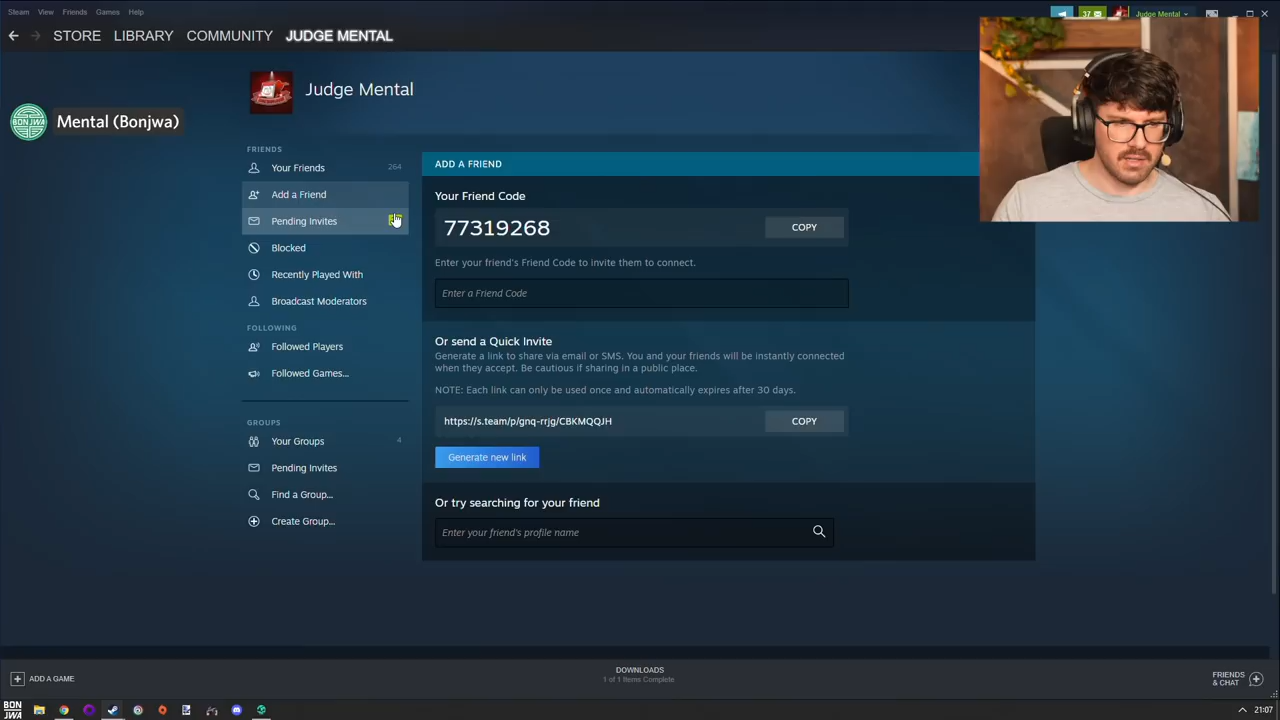 Steam View Friends Games Help
37
Judge Mental
STORE LIBRARY COMMUNITY JUDGE MENTAL
Judge Mental
BONJWA
Mental (Bonjwa)
FRIENDS
Your Friends 264
Add a Friend
Pending Invites
Blocked
Recently Played With
Broadcast Moderators
FOLLOWING
Followed Players
Followed Games...
GROUPS
Your Groups 4
Pending Invites
Find a Group...
Create Group...
ADD A FRIEND
Your Friend Code
77319268
COPY
Enter your friend's Friend Code to invite them to connect.
Enter a Friend Code
Or send a Quick Invite
Generate a link to share via email or SMS. You and your friends will be instantly connected
when they accept. Be cautious if sharing in a public place.
NOTE: Each link can only be used once and automatically expires after 30 days.
https://s.team/p/gnq-rrjg/CBKMQQJH
COPY
Generate new link
Or try searching for your friend
Enter your friend's profile name
ADD A GAME
DOWNLOADS
1 of 1 Items Complete
FRIENDS
& CHAT
BON
JWA
21:07